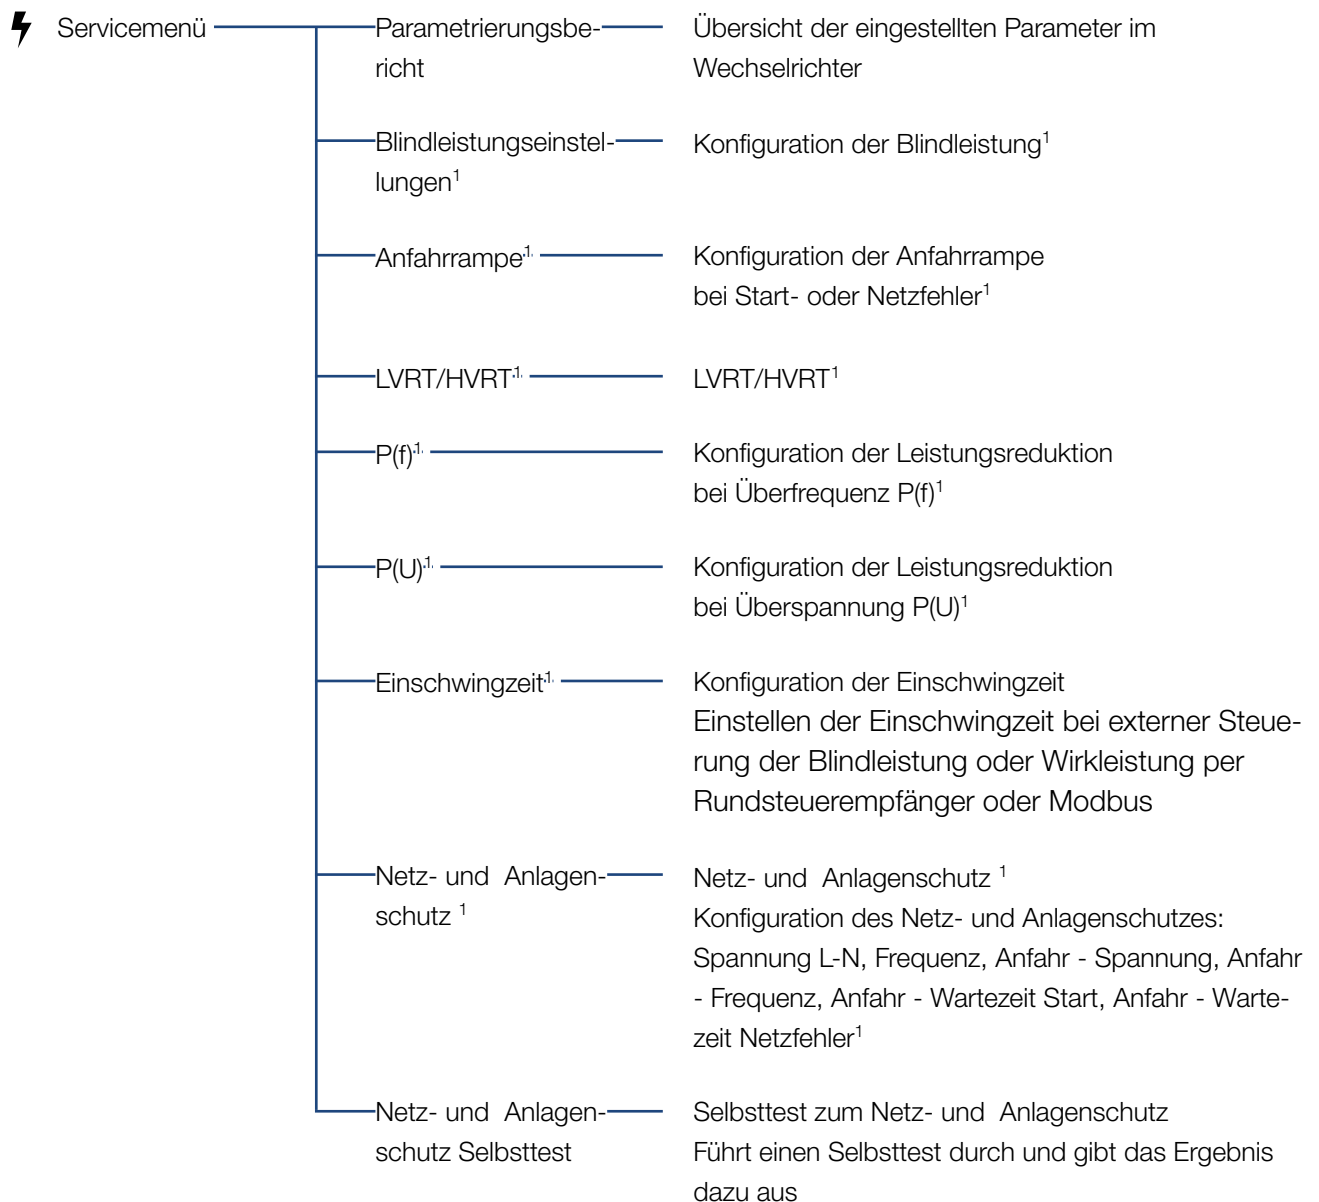 Servicemenü
Parametrierungsbe-
richt
Übersicht der eingestellten Parameter im
Wechselrichter
Blindleistungseinstel-
lungen¹
Konfiguration der Blindleistung¹
Anfahrrampe¹
Konfiguration der Anfahrrampe
bei Start- oder Netzfehler¹
LVRT/HVRT¹
LVRT/HVRT¹
P(f)¹
Konfiguration der Leistungsreduktion
bei Überfrequenz P(f)¹
P(U)¹
Konfiguration der Leistungsreduktion
bei Überspannung P(U)¹
Einschwingzeit¹
Konfiguration der Einschwingzeit
Einstellen der Einschwingzeit bei externer Steue-
rung der Blindleistung oder Wirkleistung per
Rundsteuerempfänger oder Modbus
Netz- und Anlagen-
schutz ¹
Netz- und Anlagenschutz ¹
Konfiguration des Netz- und Anlagenschutzes:
Spannung L-N, Frequenz, Anfahr - Spannung, Anfahr
- Frequenz, Anfahr - Wartezeit Start, Anfahr - Warte-
zeit Netzfehler¹
Netz- und Anlagen-
schutz Selbsttest
Selbsttest zum Netz- und Anlagenschutz
Führt einen Selbsttest durch und gibt das Ergebnis
dazu aus